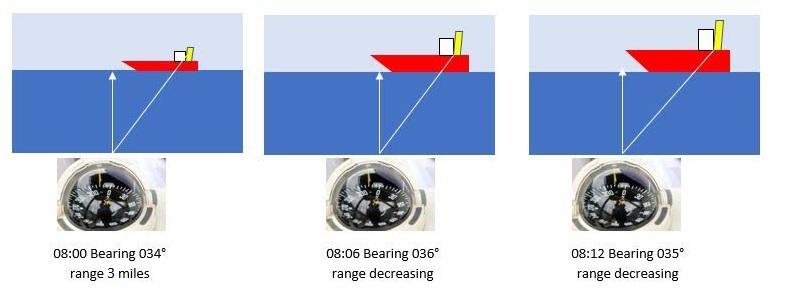 08:00 Bearing 034°
range 3 miles
08:06 Bearing 036°
range decreasing
08:12 Bearing 035°
range decreasing